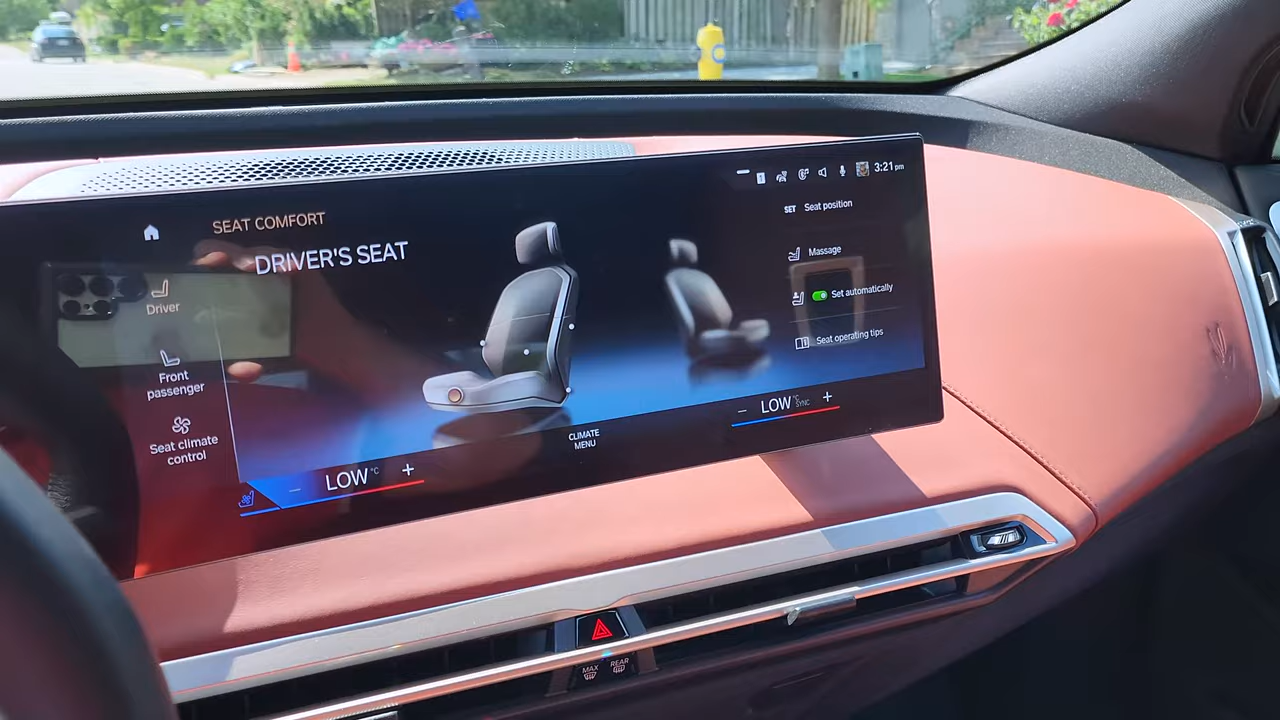 3:21 pm
SEAT COMFORT
SET Seat position
DRIVER'S SEAT
Massage
Driver
Set automatically
Seat operating tips
Front
passenger
Seat climate
control
LOW °C
CLIMATE
MENU
LOW °C
SYNC
MAX
REAR